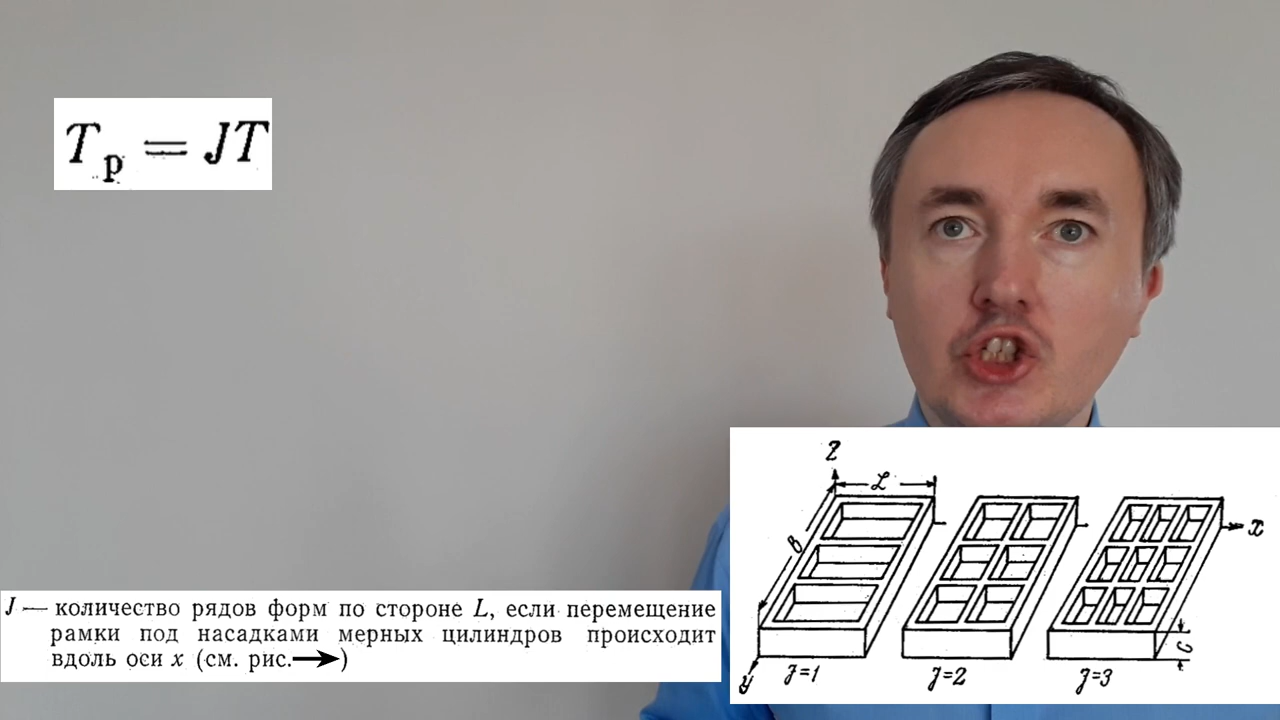 Tр = JT
J — количество рядов форм по стороне L, если перемещение
рамки под насадками мерных цилиндров происходит
вдоль оси x (см. рис.→)
Z
L
B
x
C
y
J=1
J=2
J=3